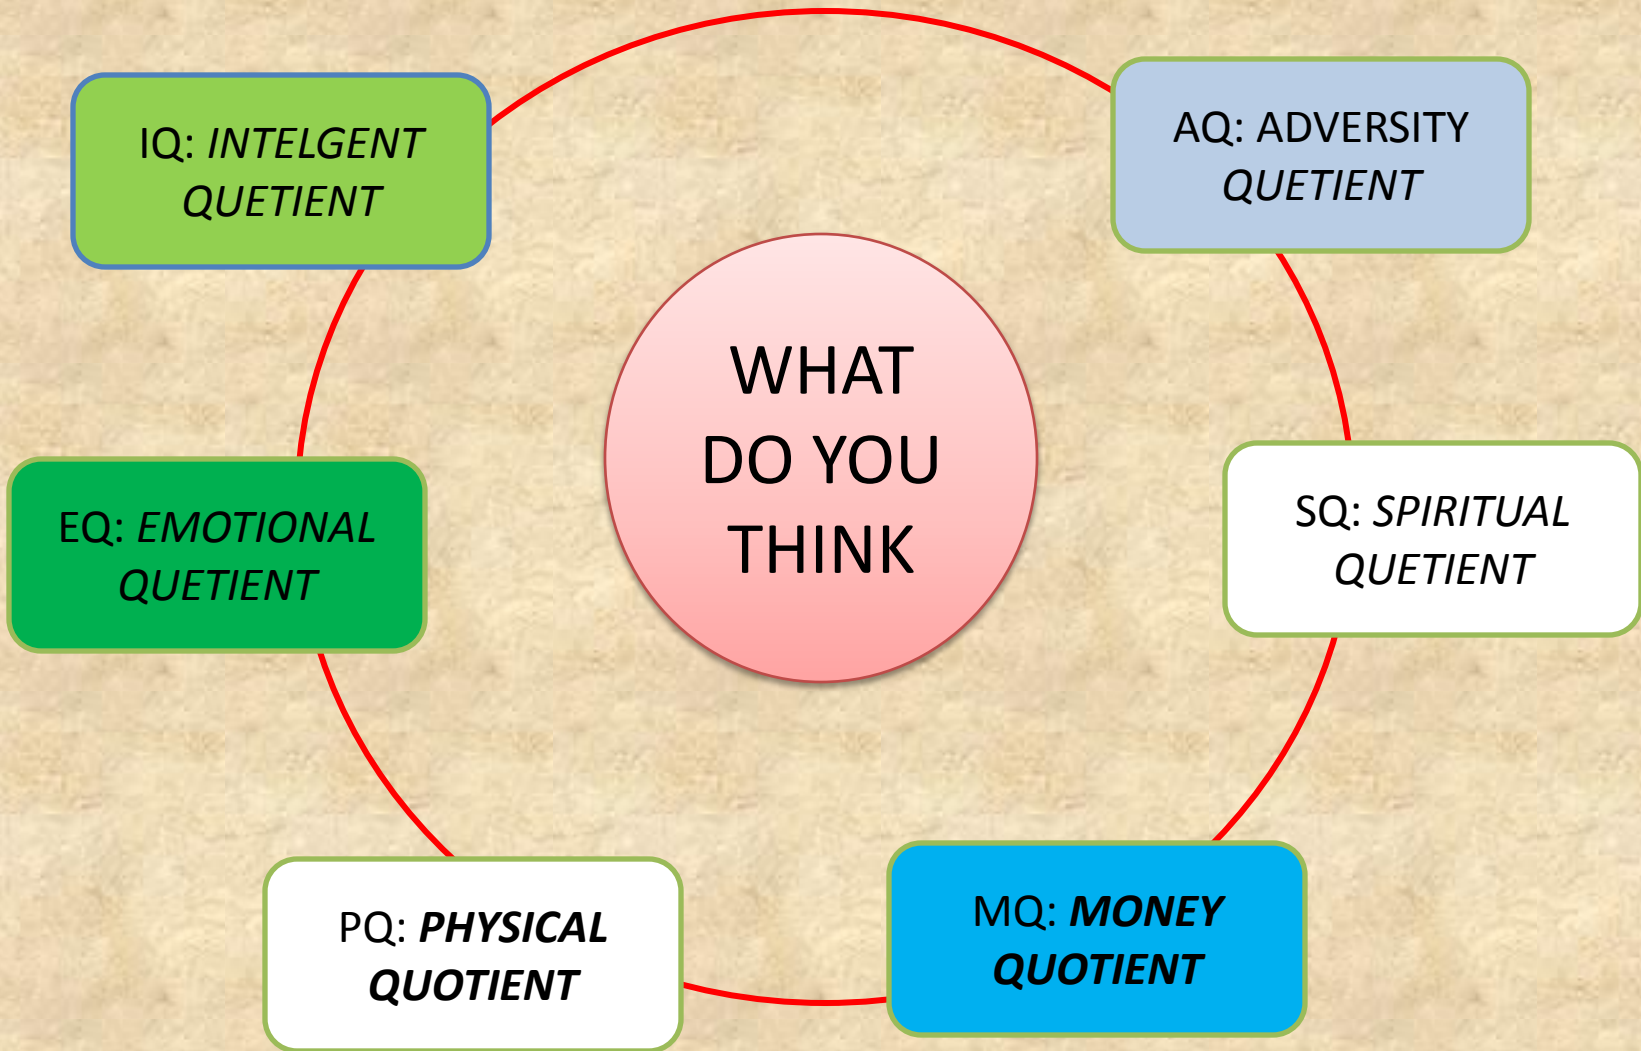 IQ: INTELGENT
QUETIENT
AQ: ADVERSITY
QUETIENT
WHAT
DO YOU
THINK
EQ: EMOTIONAL
QUETIENT
SQ: SPIRITUAL
QUETIENT
PQ: PHYSICAL
QUOTIENT
MQ: MONEY
QUOTIENT